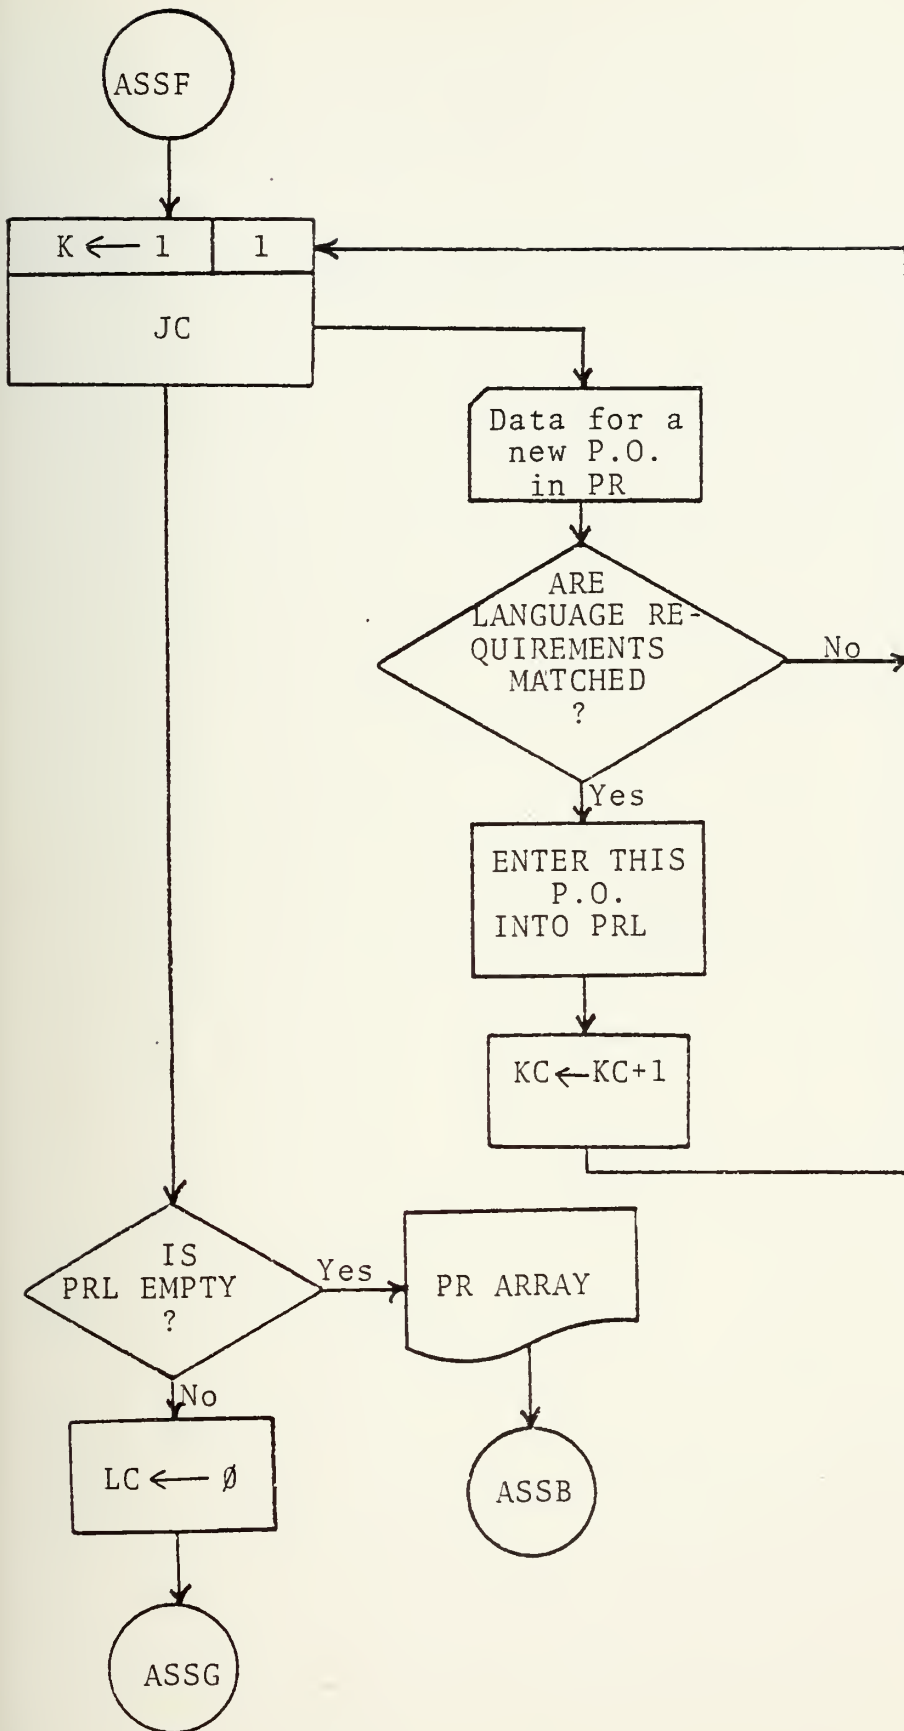 ASSF
K ← 1 1
JC
Data for a
new P.O.
in PR
ARE
LANGUAGE RE-
QUIREMENTS
MATCHED
?
No
Yes
ENTER THIS
P.O.
INTO PRL
KC←KC+1
IS
PRL EMPTY
?
Yes
PR ARRAY
No
LC ← Ø
ASSB
ASSG